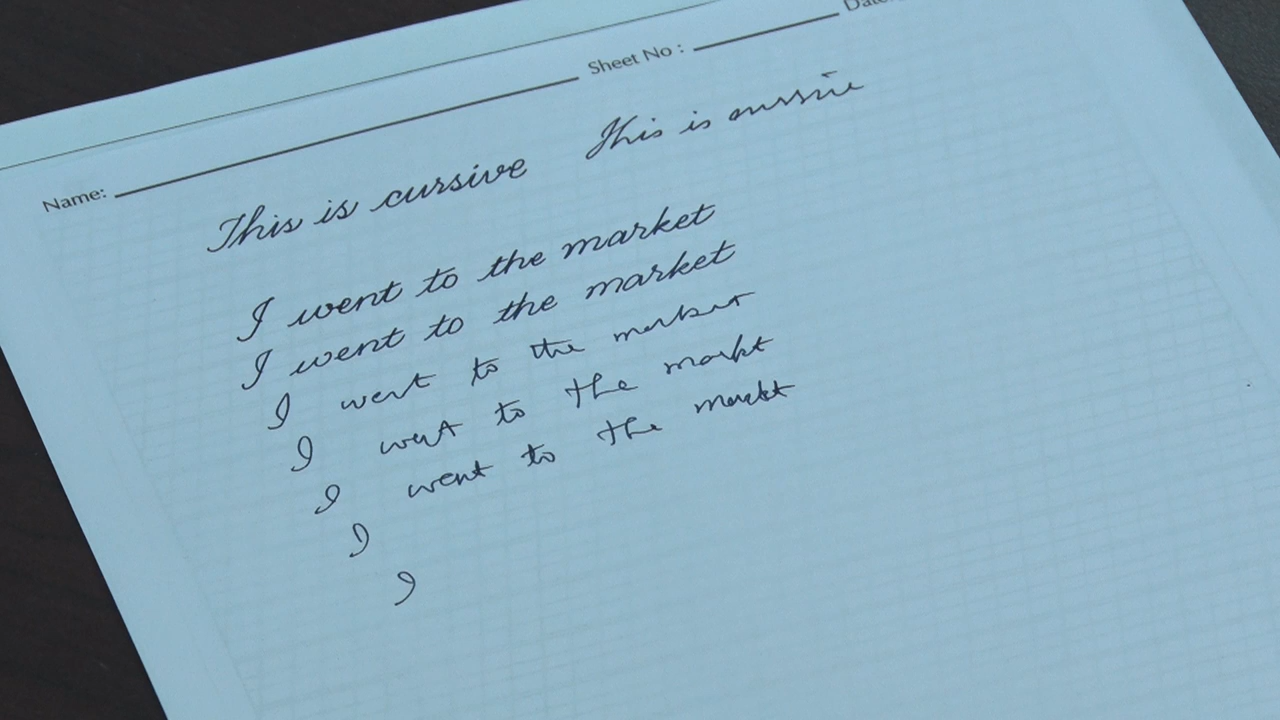 Name: Sheet No : Date:
This is cursive This is cursive
I went to the market
I went to the market
I went to the market
I went to the market
I went to the market
I
I